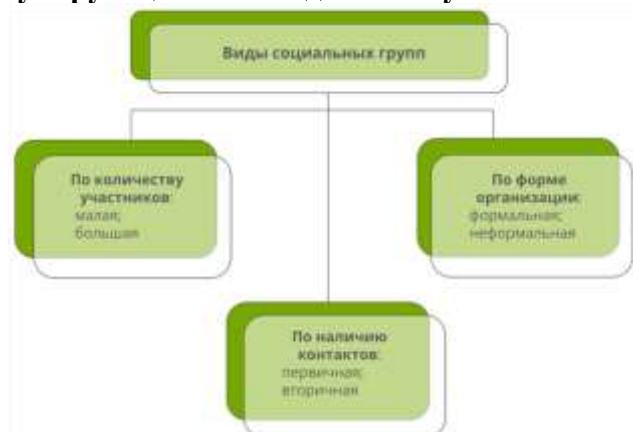 Виды социальных групп
По количеству
участников:
малая;
большая
По форме
организации:
формальная;
неформальная
По наличию
контактов:
первичная;
вторичная